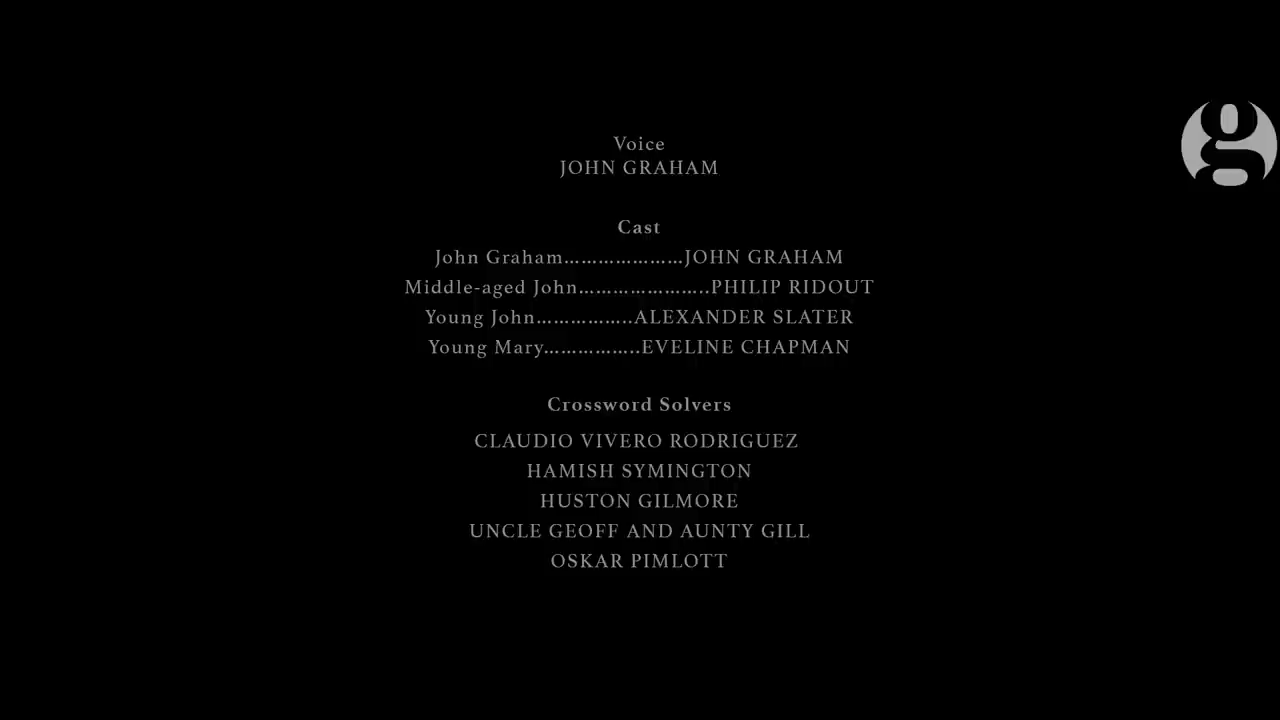 Voice
JOHN GRAHAM
Cast
John Graham.....................JOHN GRAHAM
Middle-aged John.......................PHILIP RIDOUT
Young John.................ALEXANDER SLATER
Young Mary.................EVELINE CHAPMAN
Crossword Solvers
CLAUDIO VIVERO RODRIGUEZ
HAMISH SYMINGTON
HUSTON GILMORE
UNCLE GEOFF AND AUNTY GILL
OSKAR PIMLOTT
g